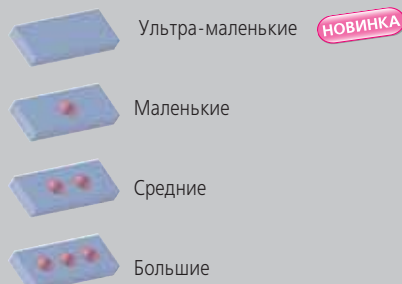 Ультра-маленькие НОВИНКА
Маленькие
Средние
Большие